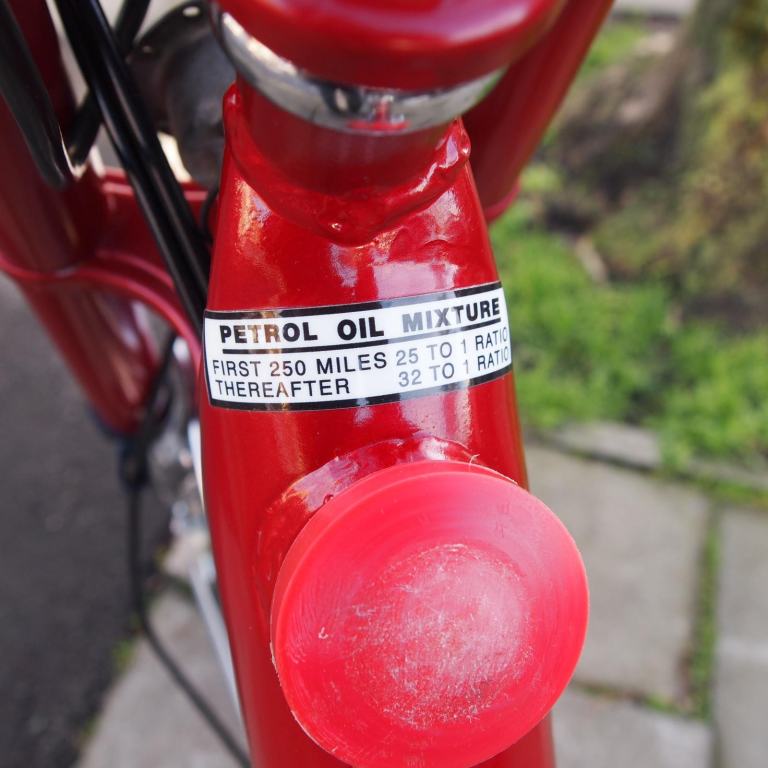 PETROL OIL MIXTURE
FIRST 250 MILES 25 TO 1 RATIO
THEREAFTER 32 TO 1 RATIO